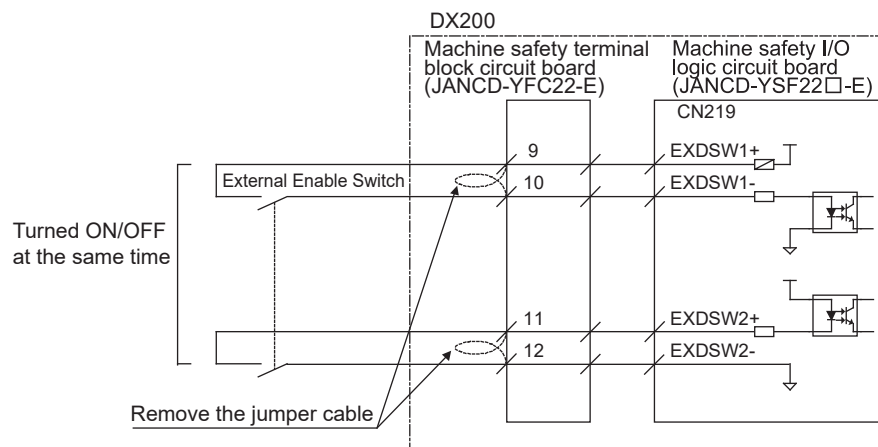 DX200
Machine safety terminal
block circuit board
(JANCD-YFC22-E)
Machine safety I/O
logic circuit board
(JANCD-YSF22□-E)
CN219
9
EXDSW1+
External Enable Switch
10
EXDSW1-
Turned ON/OFF
at the same time
11
EXDSW2+
12
EXDSW2-
Remove the jumper cable